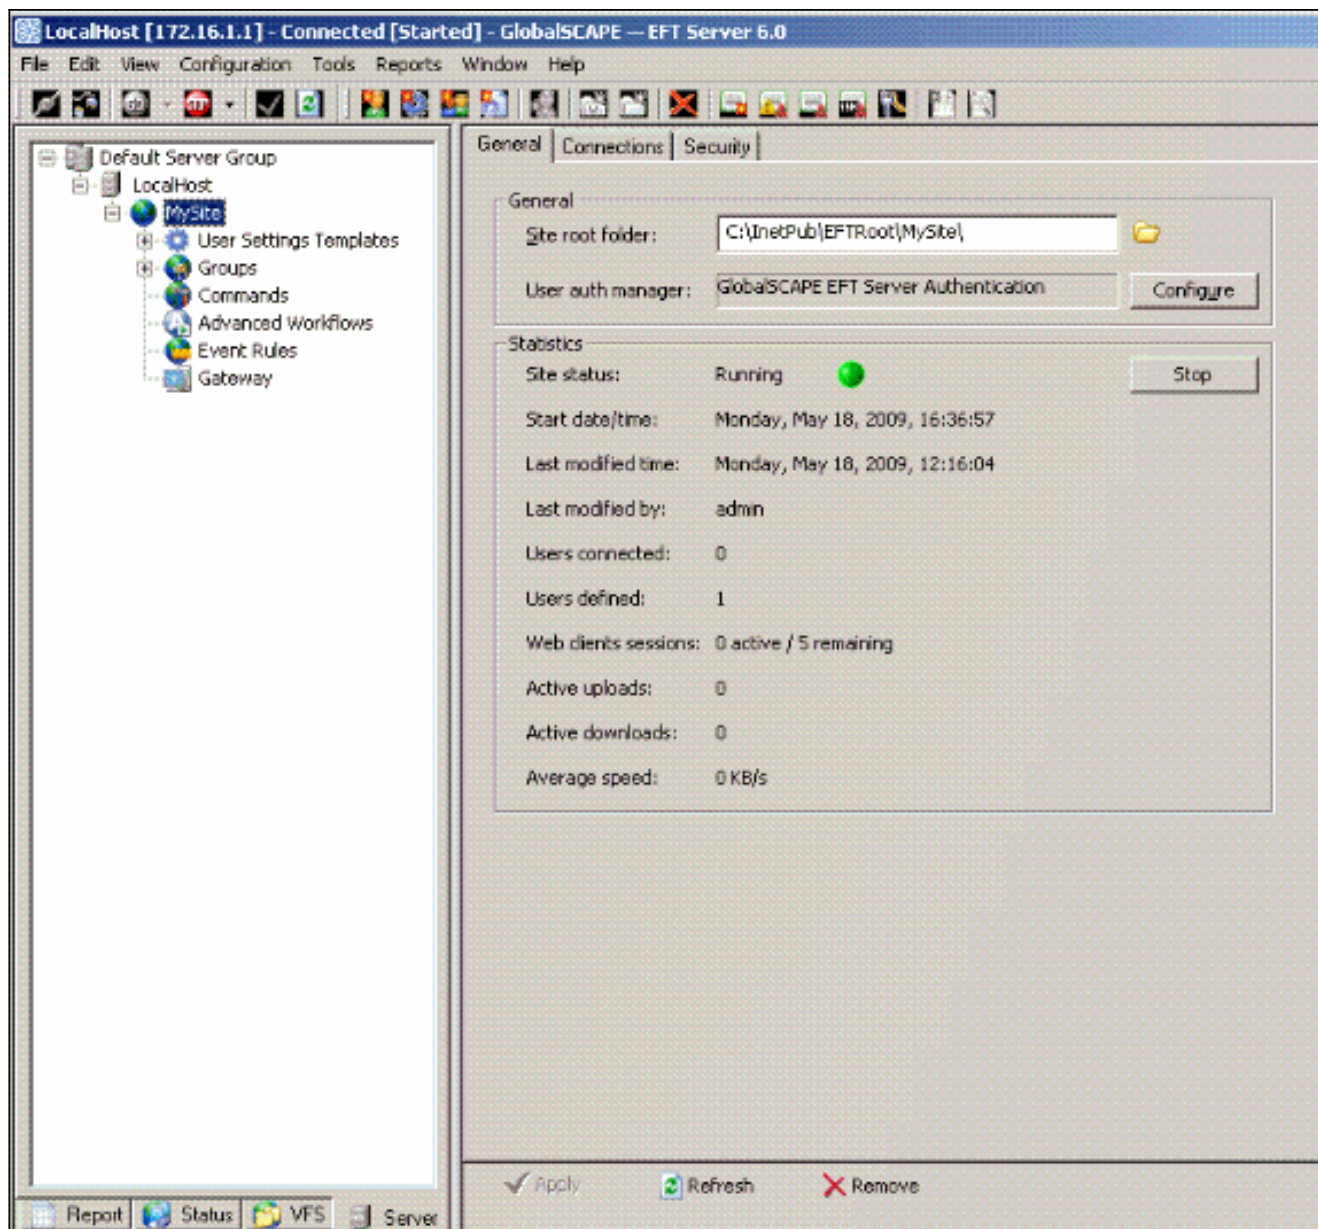 LocalHost [172.16.1.1] - Connected [Started] - GlobalSCAPE — EFT Server 6.0
File Edit View Configuration Tools Reports Window Help
Default Server Group
LocalHost
MySite
User Settings Templates
Groups
Commands
Advanced Workflows
Event Rules
Gateway
General Connections Security
General
Site root folder: C:\InetPub\EFTRoot\MySite\
User auth manager: GlobalSCAPE EFT Server Authentication Configure
Statistics
Site status: Running Stop
Start date/time: Monday, May 18, 2009, 16:36:57
Last modified time: Monday, May 18, 2009, 12:16:04
Last modified by: admin
Users connected: 0
Users defined: 1
Web clients sessions: 0 active / 5 remaining
Active uploads: 0
Active downloads: 0
Average speed: 0 KB/s
Apply Refresh Remove
Report Status VFS Server